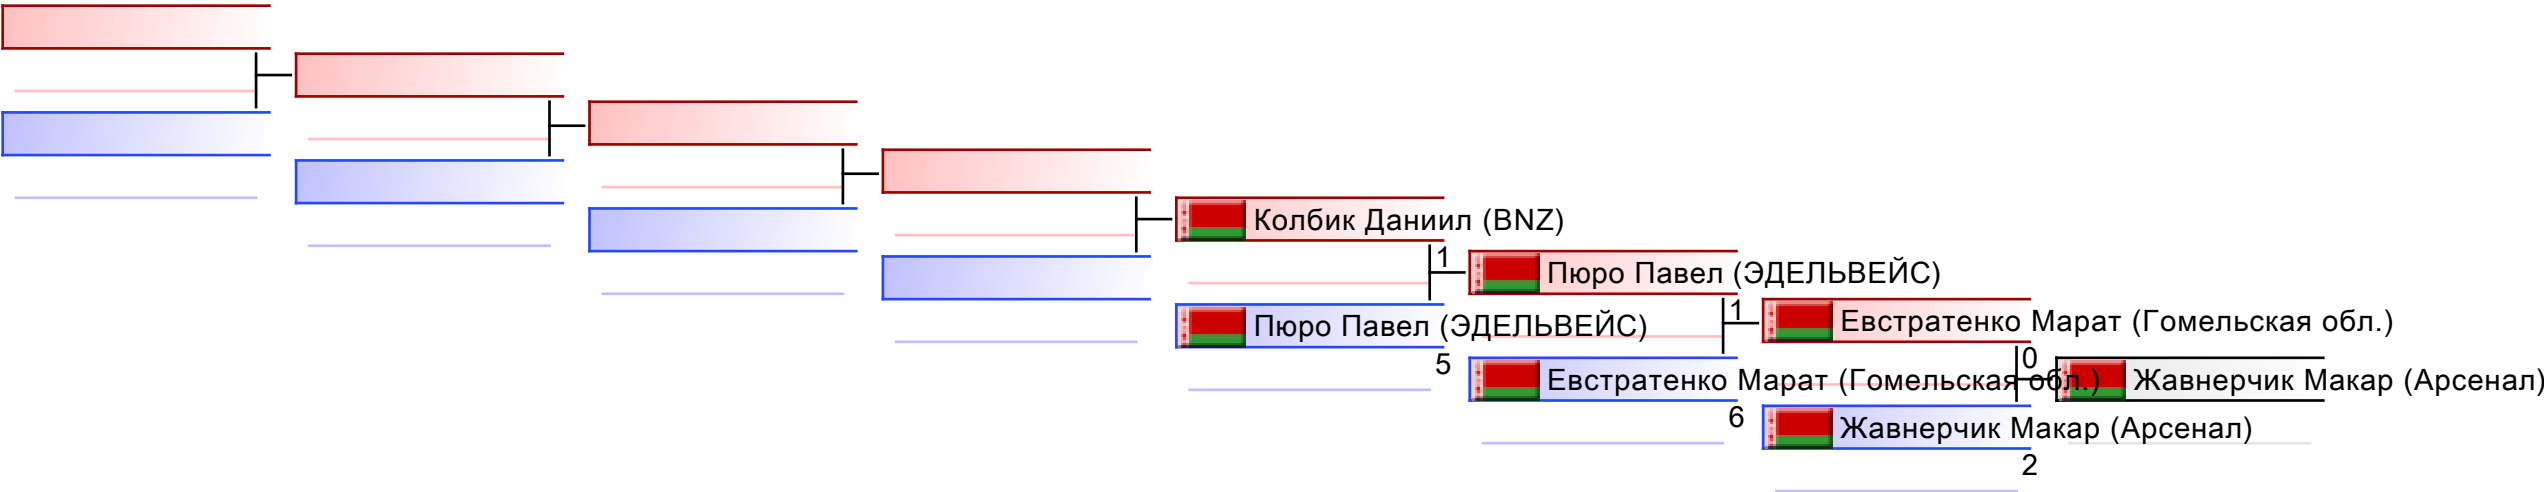 Колбик Даниил (BNZ)
1
Пюро Павел (ЭДЕЛЬВЕЙС)
5
Пюро Павел (ЭДЕЛЬВЕЙС)
1
Евстратенко Марат (Гомельская обл.)
6
Евстратенко Марат (Гомельская обл.)
0
Жавнерчик Макар (Арсенал)
2
Жавнерчик Макар (Арсенал)